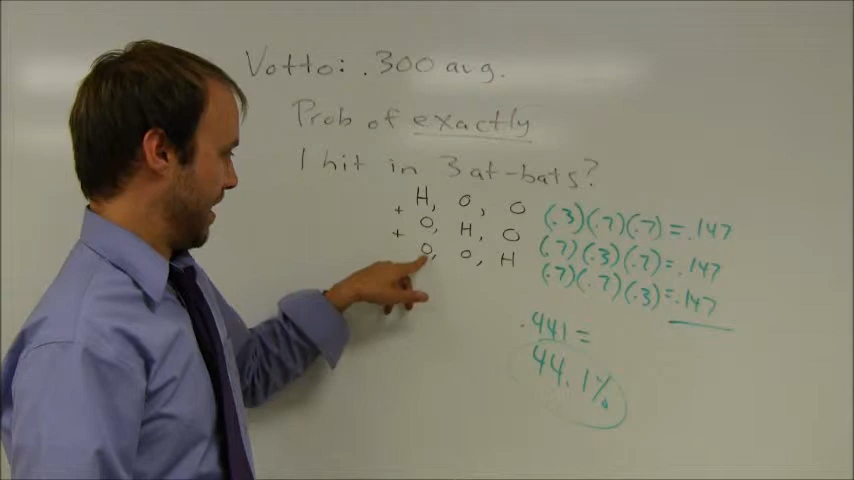 Votto: .300 avg.
Prob of exactly
1 hit in 3 at-bats?
H, O, O (.3)(.7)(.7) = .147
+ O, H, O (.7)(.3)(.7) = .147
+ O, O, H (.7)(.7)(.3) = .147
.441 =
44.1%